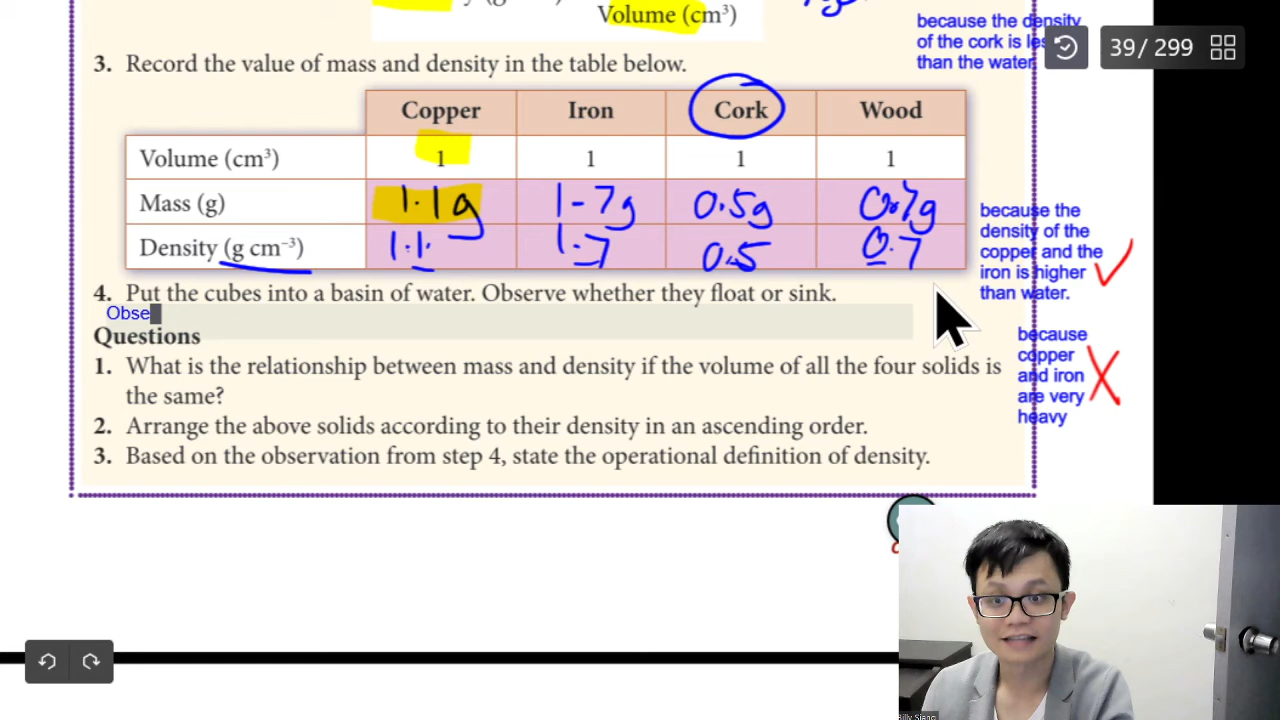 Volume (cm³)
because the density
of the cork is les
than the water.
39/ 299
3. Record the value of mass and density in the table below.
Copper Iron Cork Wood
Volume (cm³) 1 1 1 1
Mass (g) 1.1g 1-7g 0.5g 0.7g
Density (g cm⁻³) 1.1. 1.7 0.5 0.7
because the
density of the
copper and the
iron is higher
than water.
4. Put the cubes into a basin of water. Observe whether they float or sink.
Obse
Questions
because
copper
and iron
are very
heavy
1. What is the relationship between mass and density if the volume of all the four solids is
the same?
2. Arrange the above solids according to their density in an ascending order.
3. Based on the observation from step 4, state the operational definition of density.